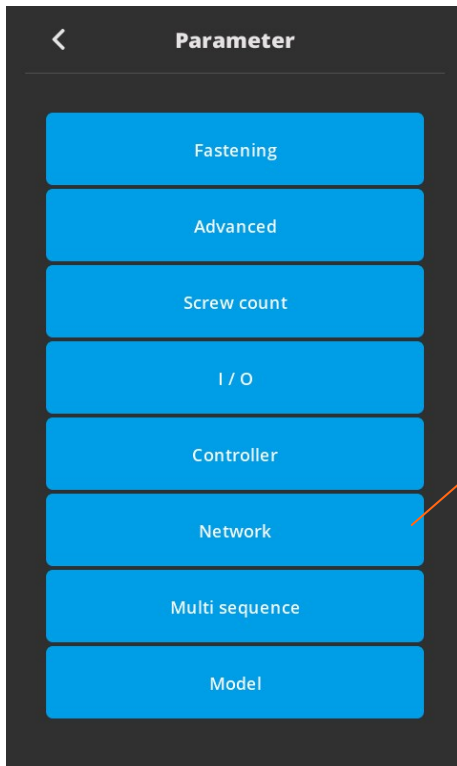 Parameter
Fastening
Advanced
Screw count
I / O
Controller
Network
Multi sequence
Model